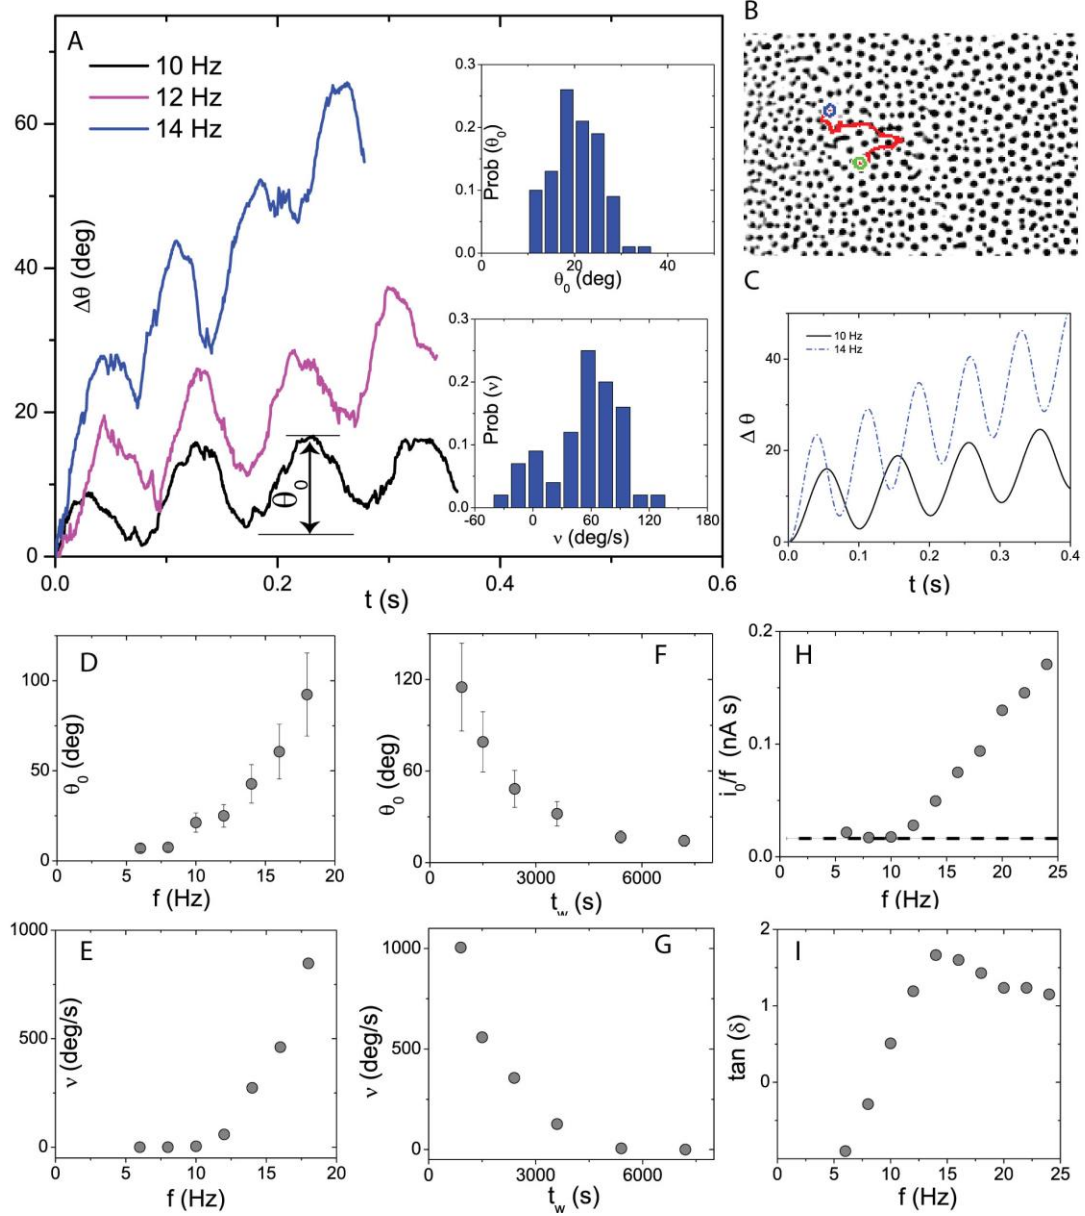 A
10 Hz
12 Hz
14 Hz
60
40
20
0
Δθ (deg)
0.0 0.2 0.4 0.6
t (s)
θ₀
0.3
0.2
0.1
0.0
Prob (θ₀)
0 20 40
θ₀ (deg)
0.3
0.2
0.1
0.0
Prob (ν)
-60 0 60 120 180
ν (deg/s)
B
C
10 Hz
14 Hz
40
20
0
Δ θ
0.0 0.1 0.2 0.3 0.4
t (s)
D
100
50
0
θ₀ (deg)
0 5 10 15 20
f (Hz)
F
120
60
0
θ₀ (deg)
0 3000 6000
t_w (s)
H
0.2
0.1
0.0
i₀/f (nA s)
0 5 10 15 20 25
f (Hz)
E
1000
500
0
ν (deg/s)
0 5 10 15 20
f (Hz)
G
1000
500
0
ν (deg/s)
0 3000 6000
t_w (s)
I
2
1
0
tan (δ)
0 5 10 15 20 25
f (Hz)